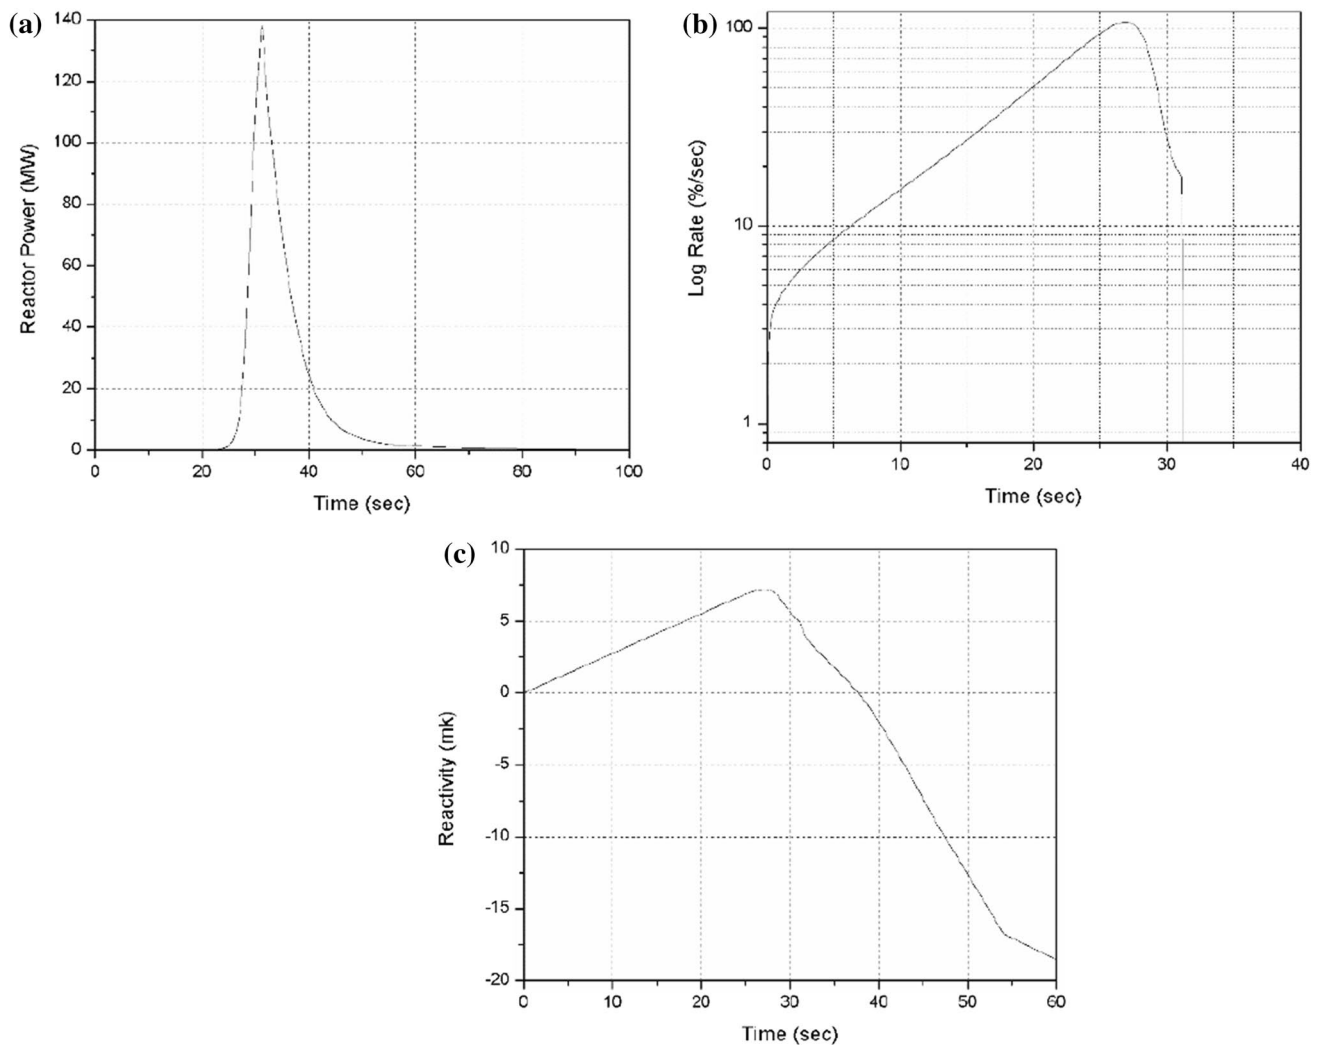 (a)
140
120
100
80
60
40
20
0
Reactor Power (MW)
0 20 40 60 80 100
Time (sec)
(b)
100
10
1
Log Rate (%/sec)
0 10 20 30 40
Time (sec)
(c)
10
5
0
-5
-10
-15
-20
Reactivity (mk)
0 10 20 30 40 50 60
Time (sec)